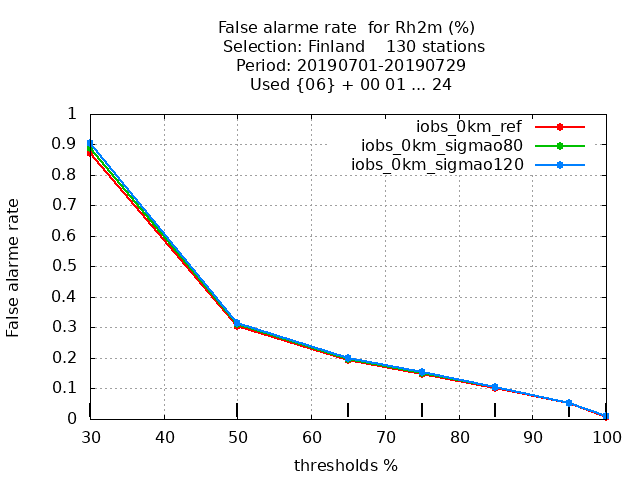 False alarme rate  for Rh2m (%)
Selection: Finland    130 stations
Period: 20190701-20190729
Used {06} + 00 01 ... 24
iobs_0km_ref
iobs_0km_sigmao80
iobs_0km_sigmao120
False alarme rate
1
0.9
0.8
0.7
0.6
0.5
0.4
0.3
0.2
0.1
0
30 40 50 60 70 80 90 100
thresholds %